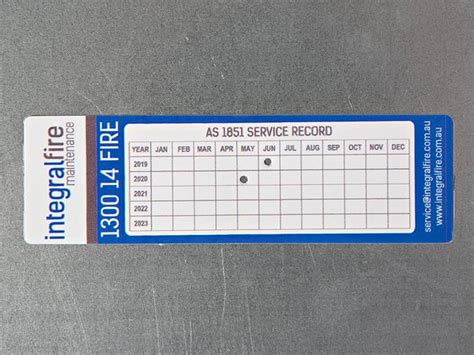 integralfire
maintenance
1300 14 FIRE
AS 1851 SERVICE RECORD
YEAR JAN FEB MAR APR MAY JUN JUL AUG SEP OCT NOV DEC
2019
2020
2021
2022
2023
service@integralfire.com.au
www.integralfire.com.au